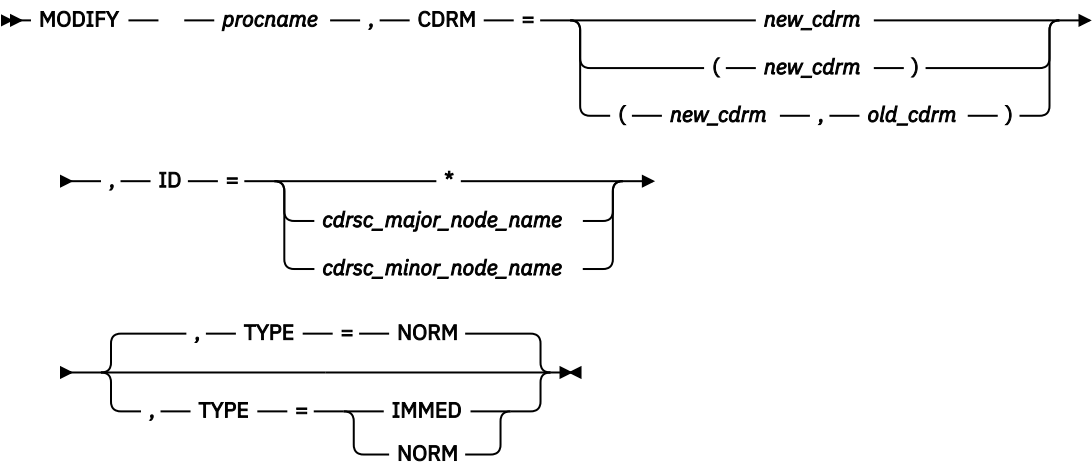 MODIFY procname , CDRM = new_cdrm
( new_cdrm )
( new_cdrm , old_cdrm )
, ID = *
cdrsc_major_node_name
cdrsc_minor_node_name
, TYPE = NORM
, TYPE = IMMED
NORM